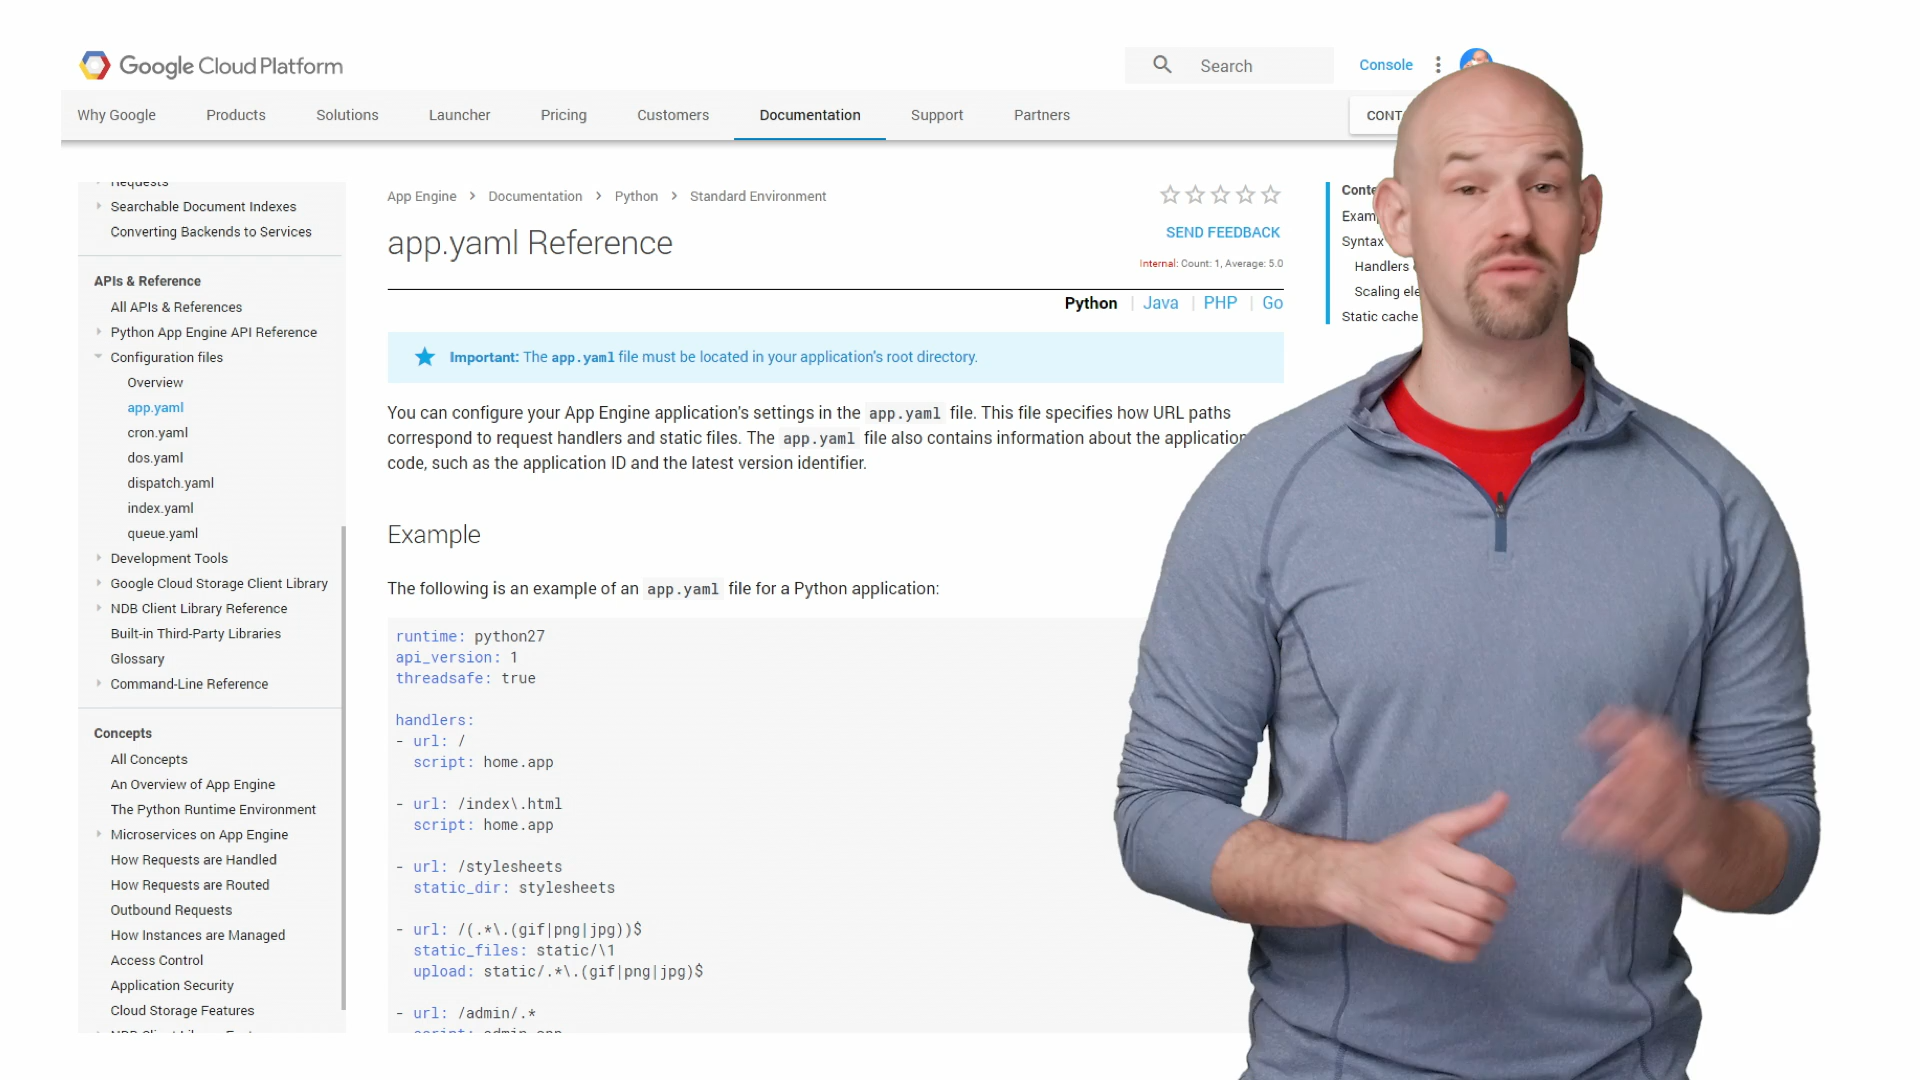 Google Cloud Platform
Search
Console
Why Google
Products
Solutions
Launcher
Pricing
Customers
Documentation
Support
Partners
Requests
Searchable Document Indexes
Converting Backends to Services
APIs & Reference
All APIs & References
Python App Engine API Reference
Configuration files
Overview
app.yaml
cron.yaml
dos.yaml
dispatch.yaml
index.yaml
queue.yaml
Development Tools
Google Cloud Storage Client Library
NDB Client Library Reference
Built-in Third-Party Libraries
Glossary
Command-Line Reference
Concepts
All Concepts
An Overview of App Engine
The Python Runtime Environment
Microservices on App Engine
How Requests are Handled
How Requests are Routed
Outbound Requests
How Instances are Managed
Access Control
Application Security
Cloud Storage Features
App Engine > Documentation > Python > Standard Environment
app.yaml Reference
SEND FEEDBACK
Internal: Count: 1, Average: 5.0
Python | Java | PHP | Go
Important: The app.yaml file must be located in your application's root directory.
You can configure your App Engine application's settings in the app.yaml file. This file specifies how URL paths
correspond to request handlers and static files. The app.yaml file also contains information about the application
code, such as the application ID and the latest version identifier.
Example
The following is an example of an app.yaml file for a Python application:
runtime: python27
api_version: 1
threadsafe: true
handlers:
- url: /
script: home.app
- url: /index\.html
script: home.app
- url: /stylesheets
static_dir: stylesheets
- url: /(.*\.(gif|png|jpg))$
static_files: static/\1
upload: static/.*\.(gif|png|jpg)$
- url: /admin/.*
Syntax
Handlers
Scaling
Static cache